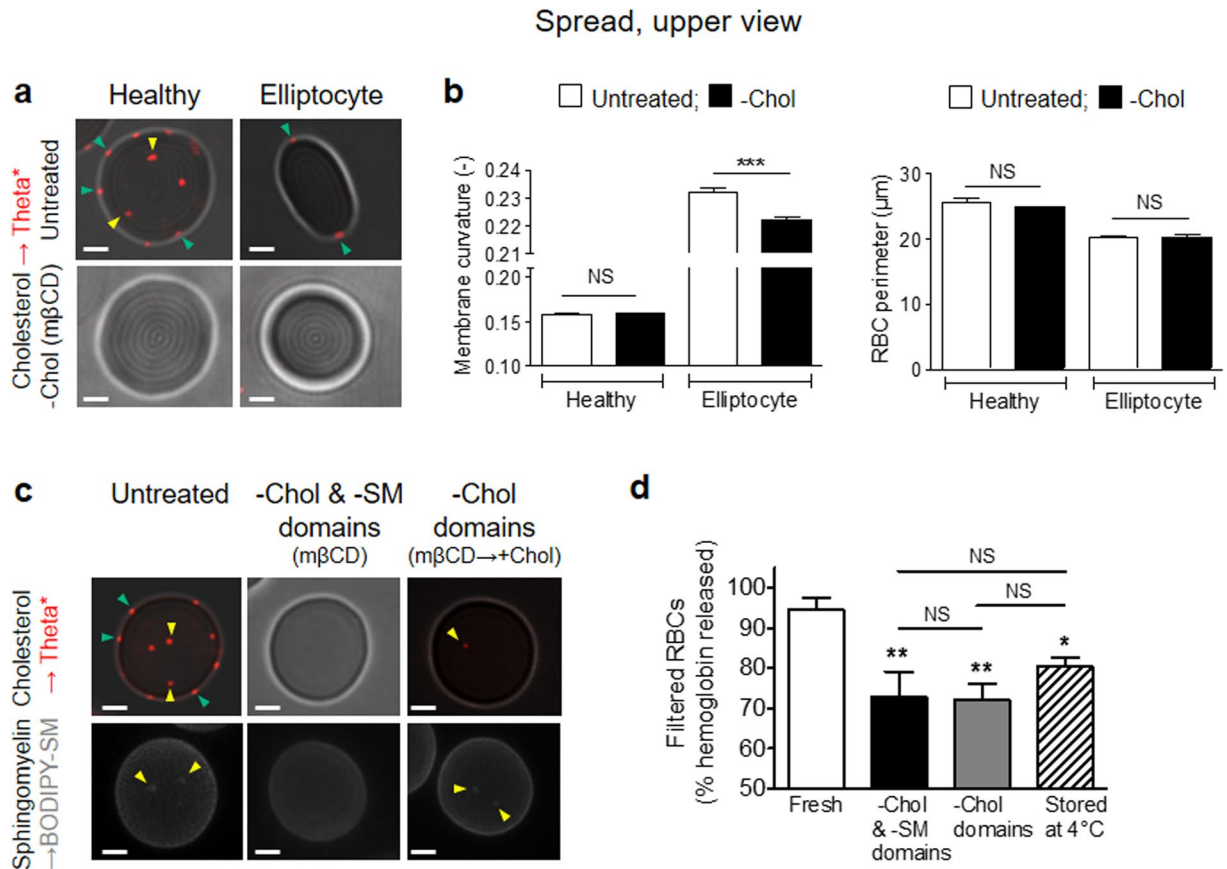 Spread, upper view
a
Healthy
Elliptocyte
Cholesterol → Theta*
Untreated
-Chol (mβCD)
b
Untreated; -Chol
Membrane curvature (-)
0.23
0.22
0.21
0.20
0.15
0.10
NS
***
Healthy
Elliptocyte
Untreated; -Chol
RBC perimeter (µm)
30
20
10
0
NS
NS
Healthy
Elliptocyte
c
Untreated
-Chol & -SM
domains
(mβCD)
-Chol
domains
(mβCD→+Chol)
Cholesterol
→ Theta*
Sphingomyelin
→BODIPY-SM
d
Filtered RBCs
(% hemoglobin released)
100
90
80
70
60
50
NS
NS
NS
**
**
*
Fresh
-Chol
& -SM
domains
-Chol
domains
Stored
at 4°C